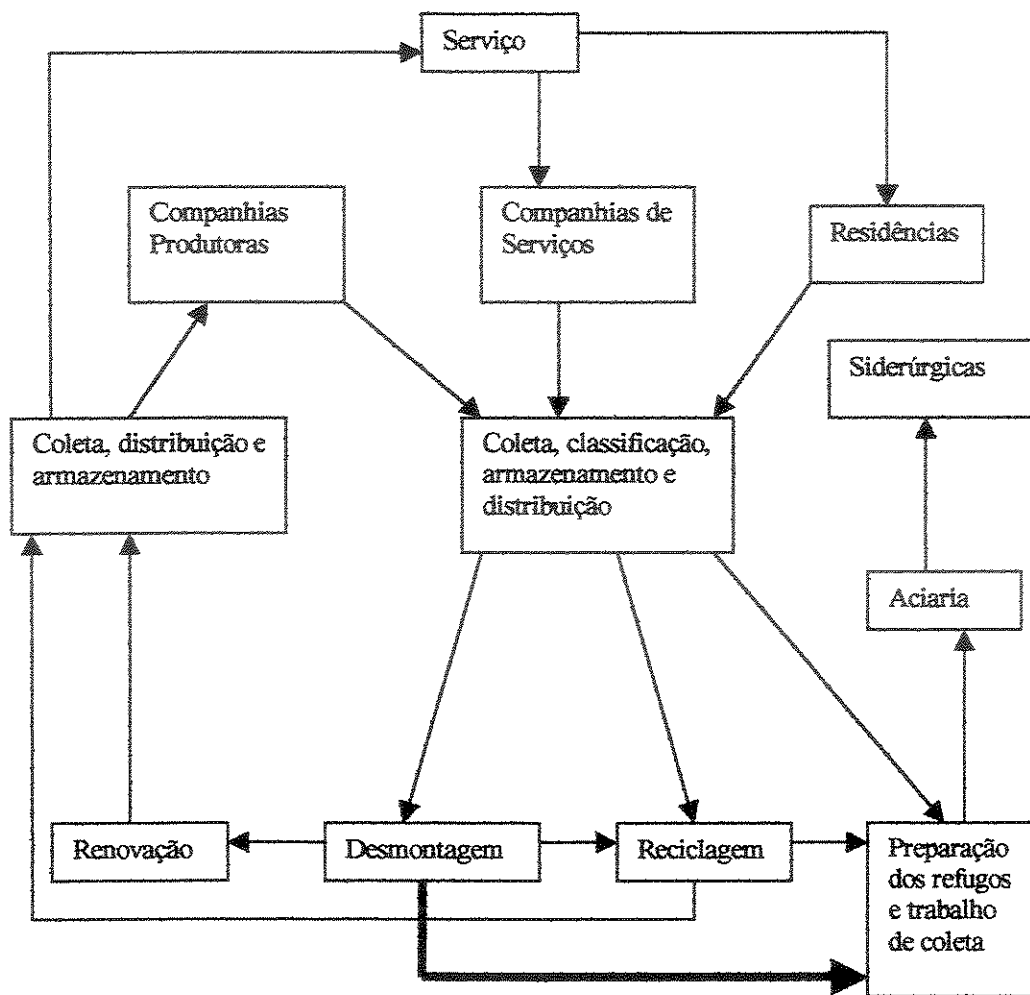 Serviço
Companhias
Produtoras
Companhias de
Serviços
Residências
Siderúrgicas
Coleta, distribuição e
armazenamento
Coleta, classificação,
armazenamento e
distribuição
Aciaria
Renovação
Desmontagem
Reciclagem
Preparação
dos refugos
e trabalho
de coleta